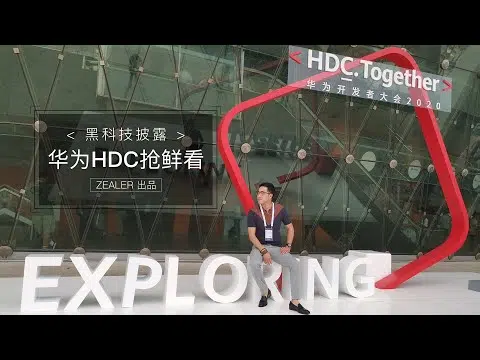 < HDC.Together >
华为开发者大会2020
< 黑科技披露 >
华为HDC抢鲜看
ZEALER 出品
EXPLORING